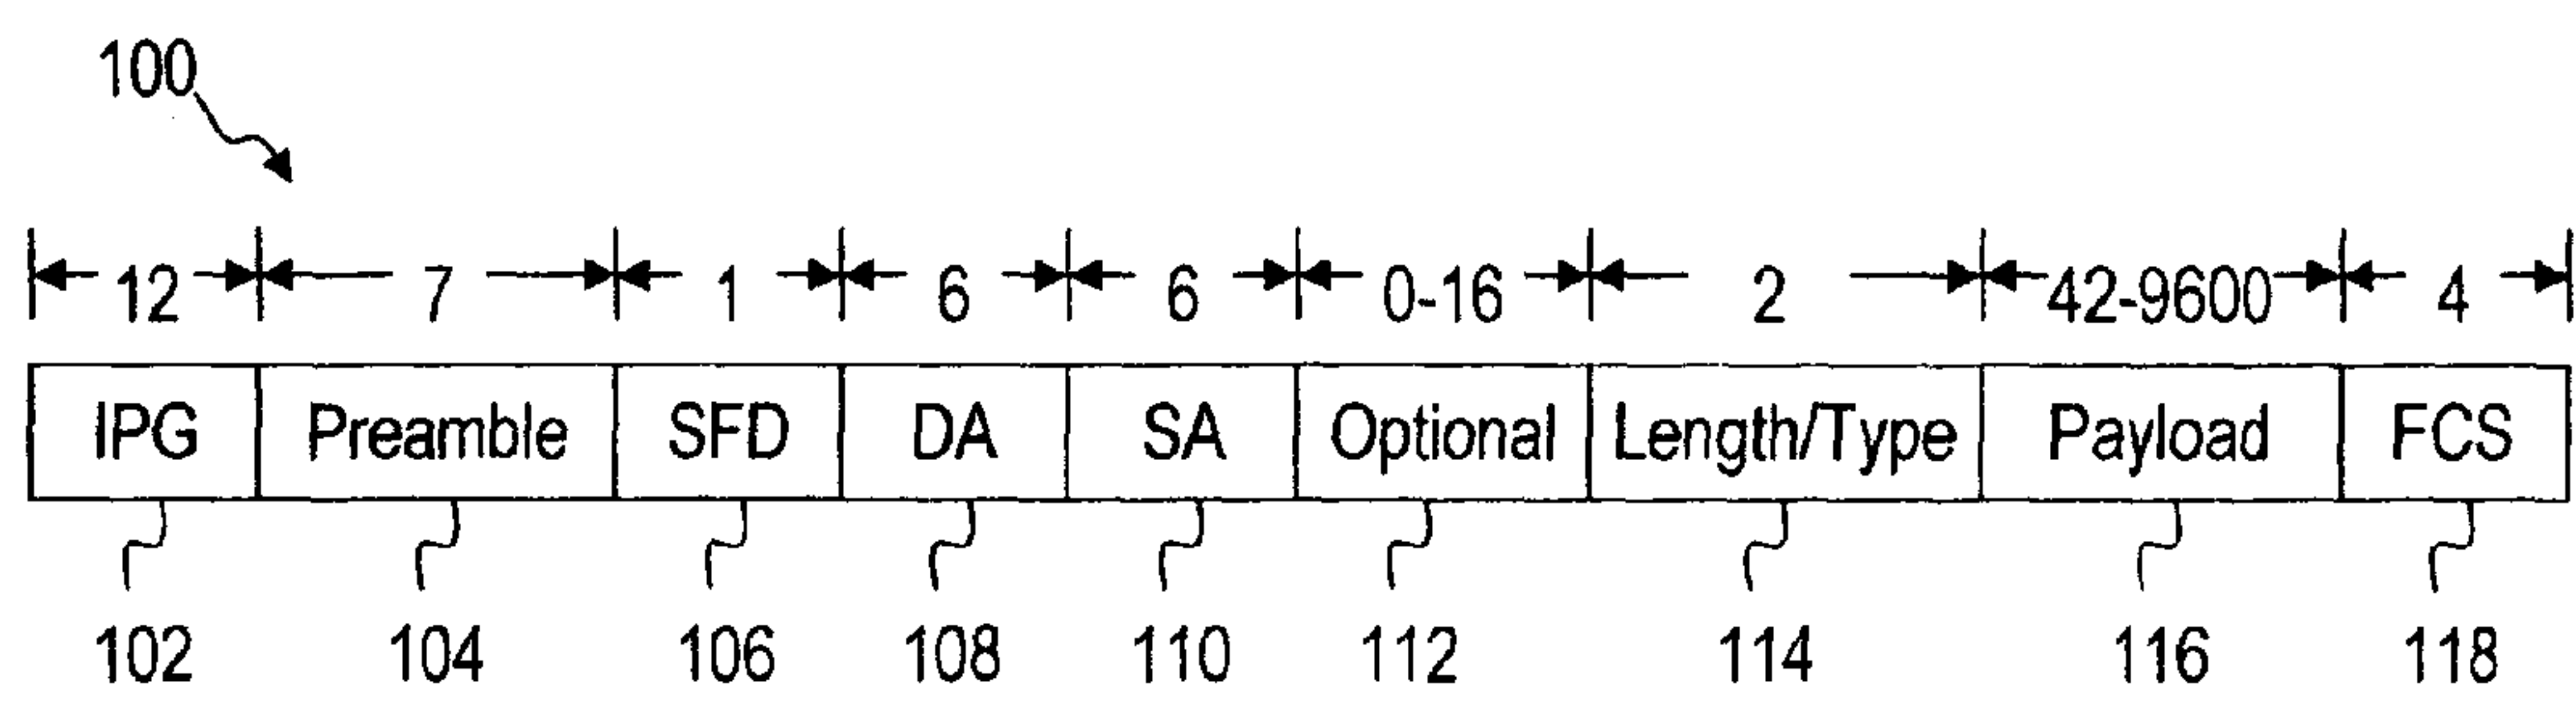 100
12 7 1 6 6 0-16 2 42-9600 4
IPG Preamble SFD DA SA Optional Length/Type Payload FCS
102 104 106 108 110 112 114 116 118